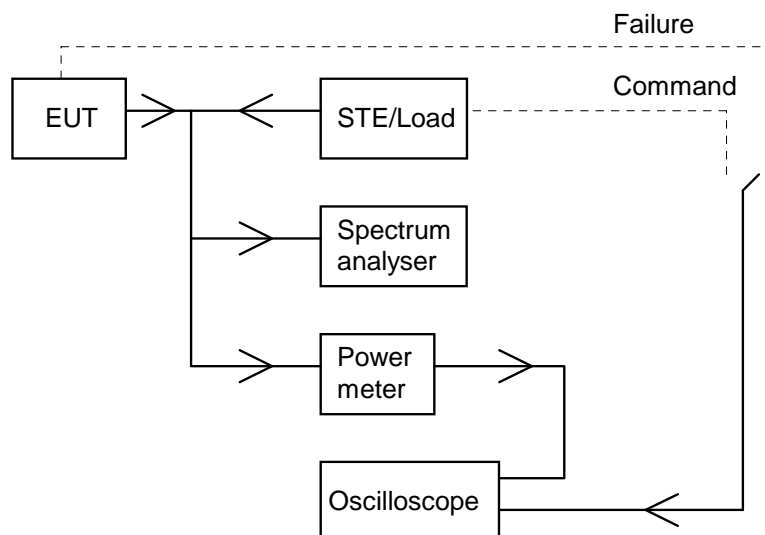 Failure
Command
EUT
STE/Load
Spectrum
analyser
Power
meter
Oscilloscope